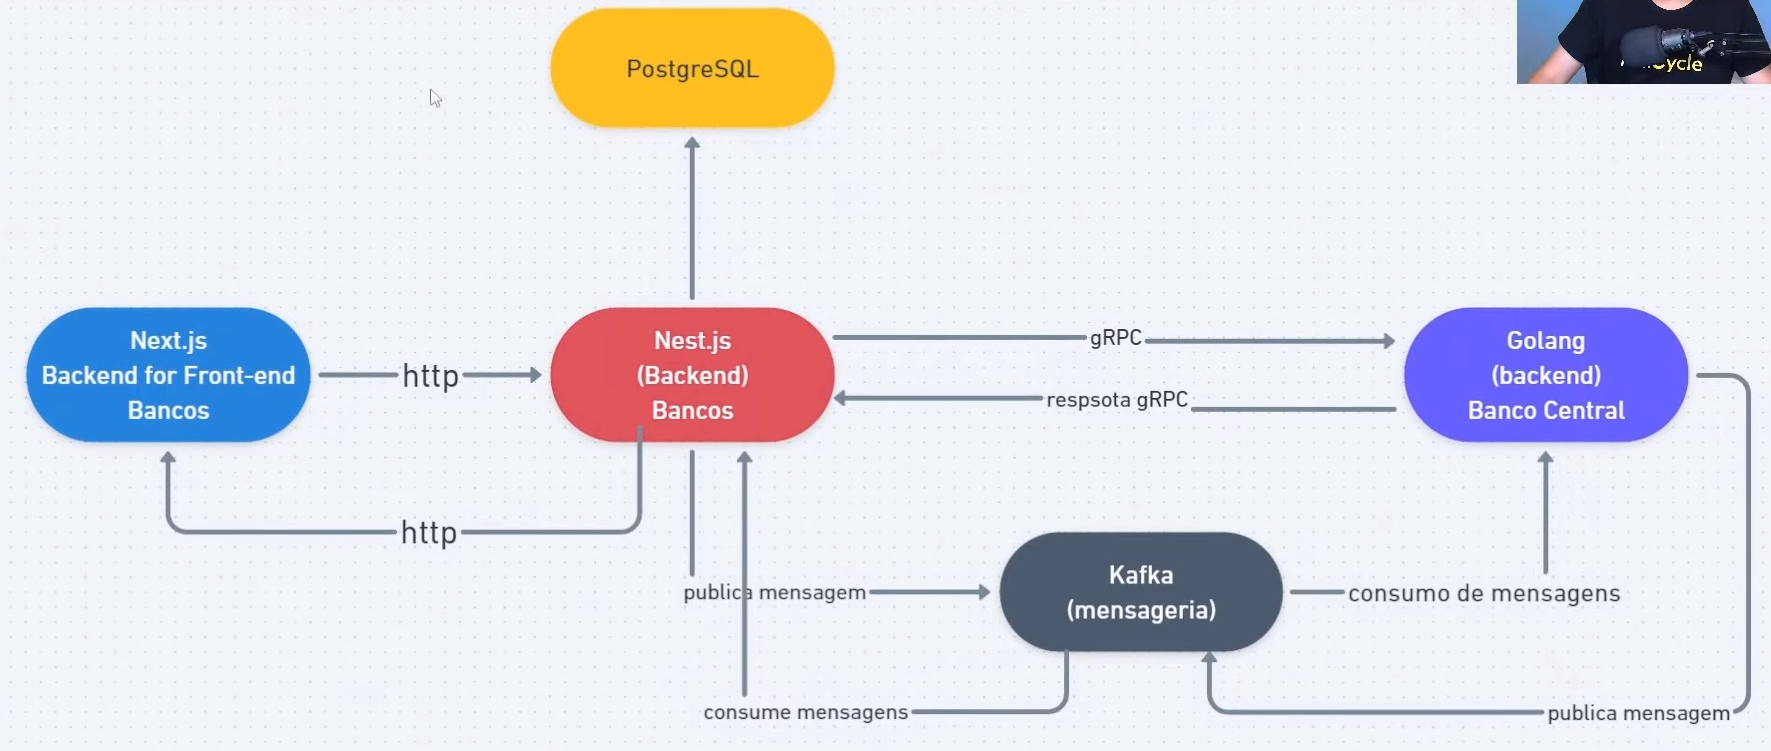 PostgreSQL
Cycle
Next.js
Backend for Front-end
Bancos
http
Nest.js
(Backend)
Bancos
gRPC
respsota gRPC
Golang
(backend)
Banco Central
http
publica mensagem
Kafka
(mensageria)
consumo de mensagens
consume mensagens
publica mensagem